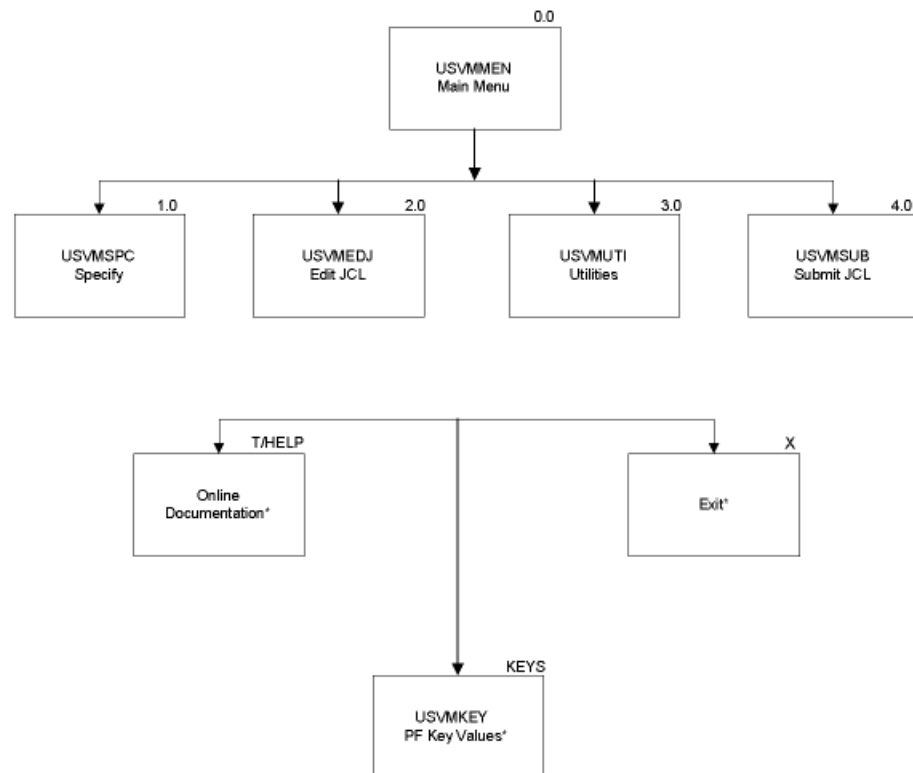 0.0
USVMMEN
Main Menu
1.0
2.0
3.0
4.0
USVMSPC
Specify
USVMEDJ
Edit JCL
USVMUTI
Utilities
USVMSUB
Submit JCL
T/HELP
X
Online
Documentation*
Exit*
KEYS
USVMKEY
PF Key Values*